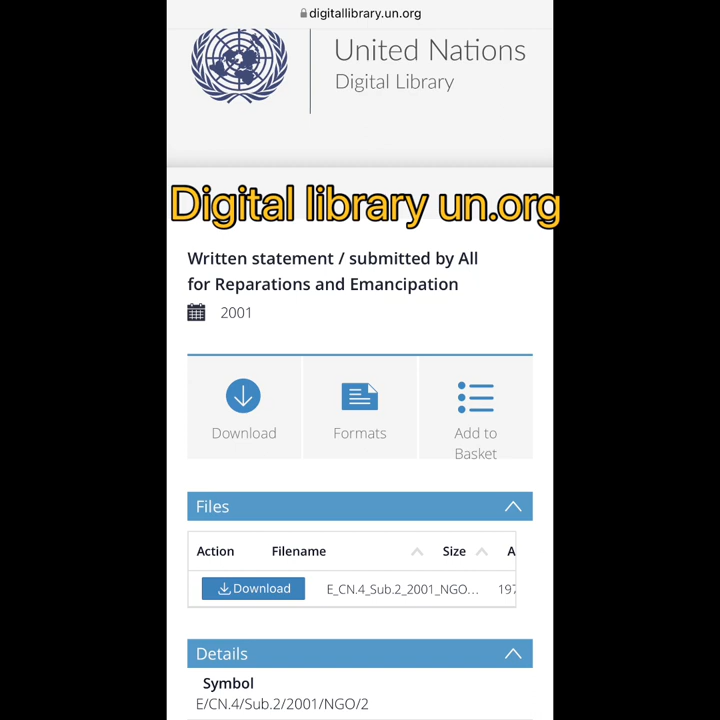 digitallibrary.un.org
United Nations
Digital Library
Digital library un.org
Written statement / submitted by All
for Reparations and Emancipation
2001
Download
Formats
Add to
Basket
Files
Action Filename Size A
Download E_CN.4_Sub.2_2001_NGO... 197
Details
Symbol
E/CN.4/Sub.2/2001/NGO/2